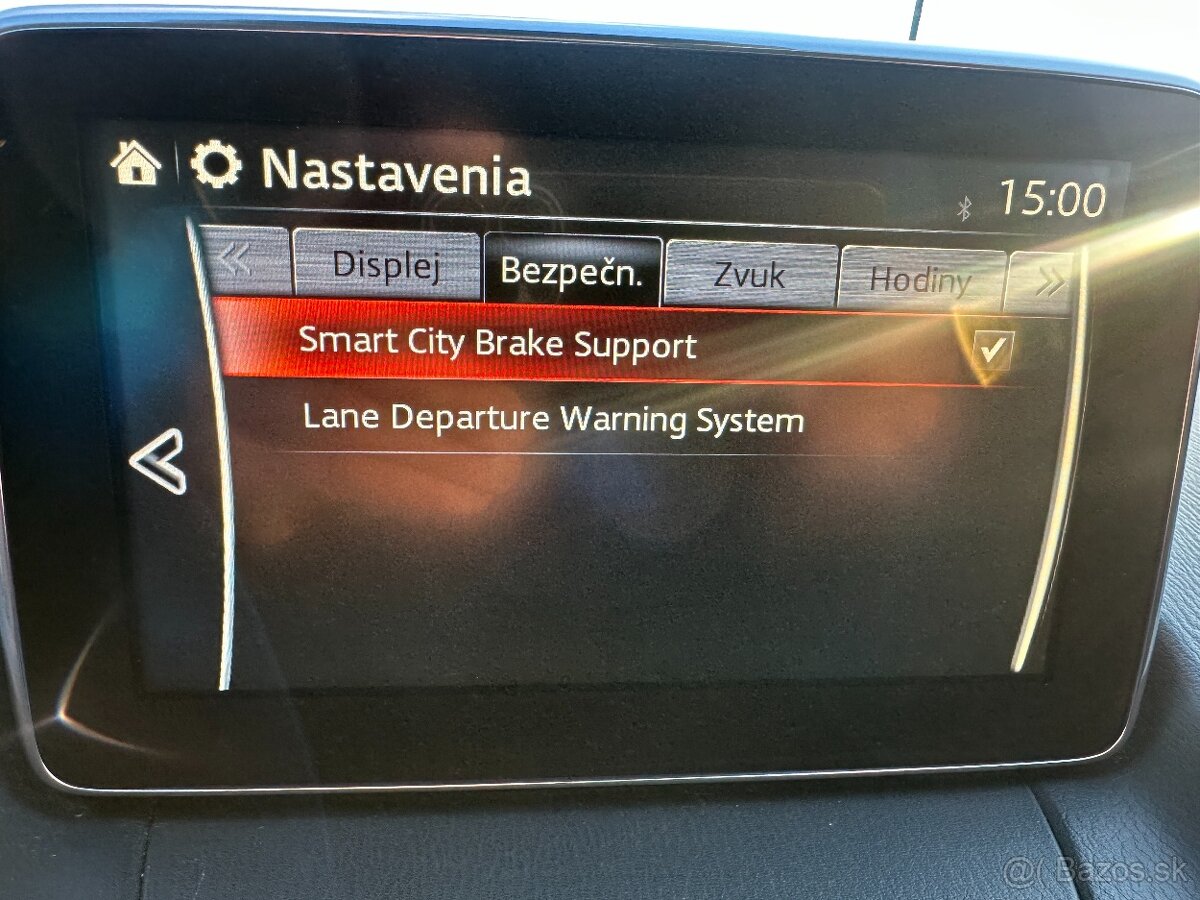 Nastavenia
15:00
Displej Bezpečn. Zvuk Hodiny
Smart City Brake Support
Lane Departure Warning System
@( Bazos.sk